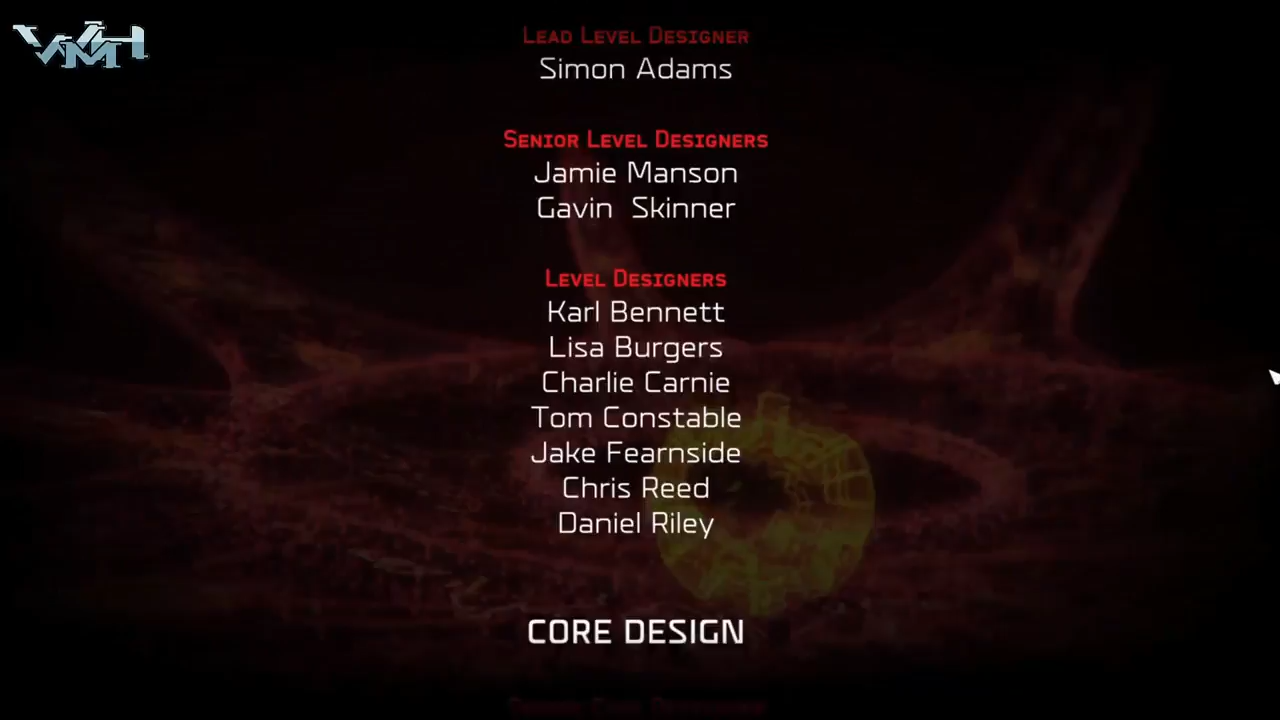 VMH
LEAD LEVEL DESIGNER
Simon Adams
SENIOR LEVEL DESIGNERS
Jamie Manson
Gavin Skinner
LEVEL DESIGNERS
Karl Bennett
Lisa Burgers
Charlie Carnie
Tom Constable
Jake Fearnside
Chris Reed
Daniel Riley
CORE DESIGN